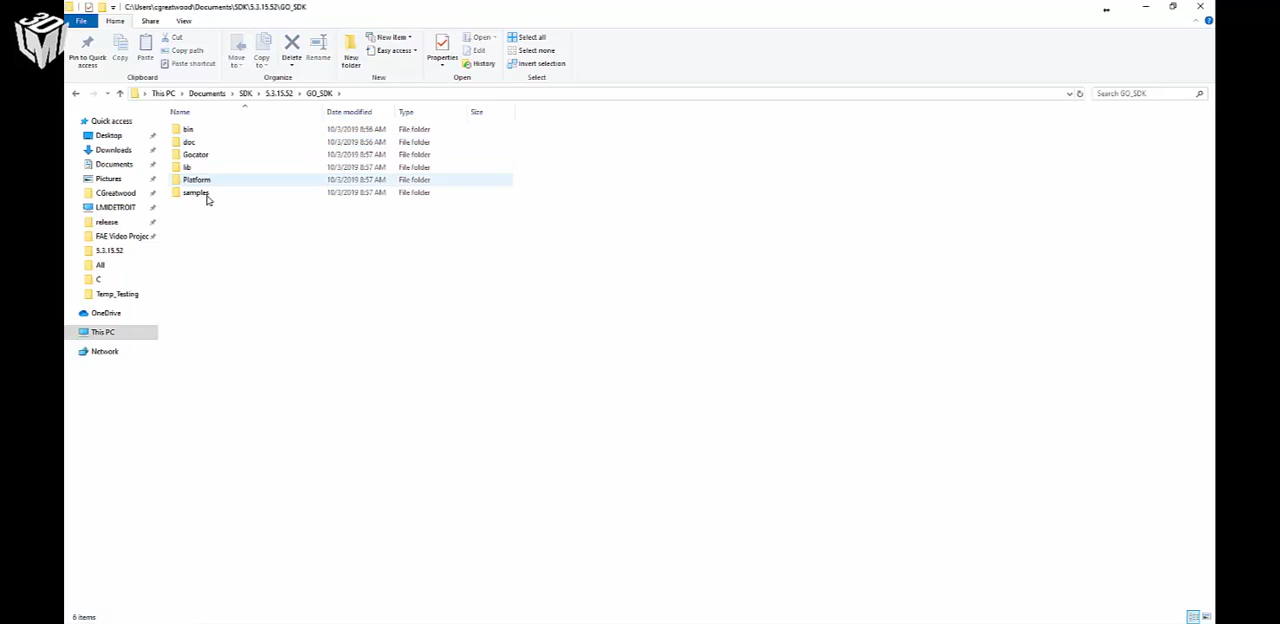 3D
LMI
C:\Users\cgreatwood\Documents\SDK\5.3.15.52\GO_SDK
File Home Share View
Pin to Quick access
Copy
Paste
Cut
Copy path
Paste shortcut
Clipboard
Move to
Copy to
Delete
Rename
Organize
New folder
New item
Easy access
New
Properties
Open
Edit
History
Open
Select all
Select none
Invert selection
Select
This PC > Documents > SDK > 5.3.15.52 > GO_SDK >
Search GO_SDK
Name Date modified Type Size
bin 10/3/2019 8:56 AM File folder
doc 10/3/2019 8:56 AM File folder
Gocator 10/3/2019 8:57 AM File folder
lib 10/3/2019 8:57 AM File folder
Platform 10/3/2019 8:57 AM File folder
samples 10/3/2019 8:57 AM File folder
Quick access
Desktop
Downloads
Documents
Pictures
CGreatwood
LMIDETROIT
release
FAE Video Projec
5.3.15.52
All
C
Temp_Testing
OneDrive
This PC
Network
6 items